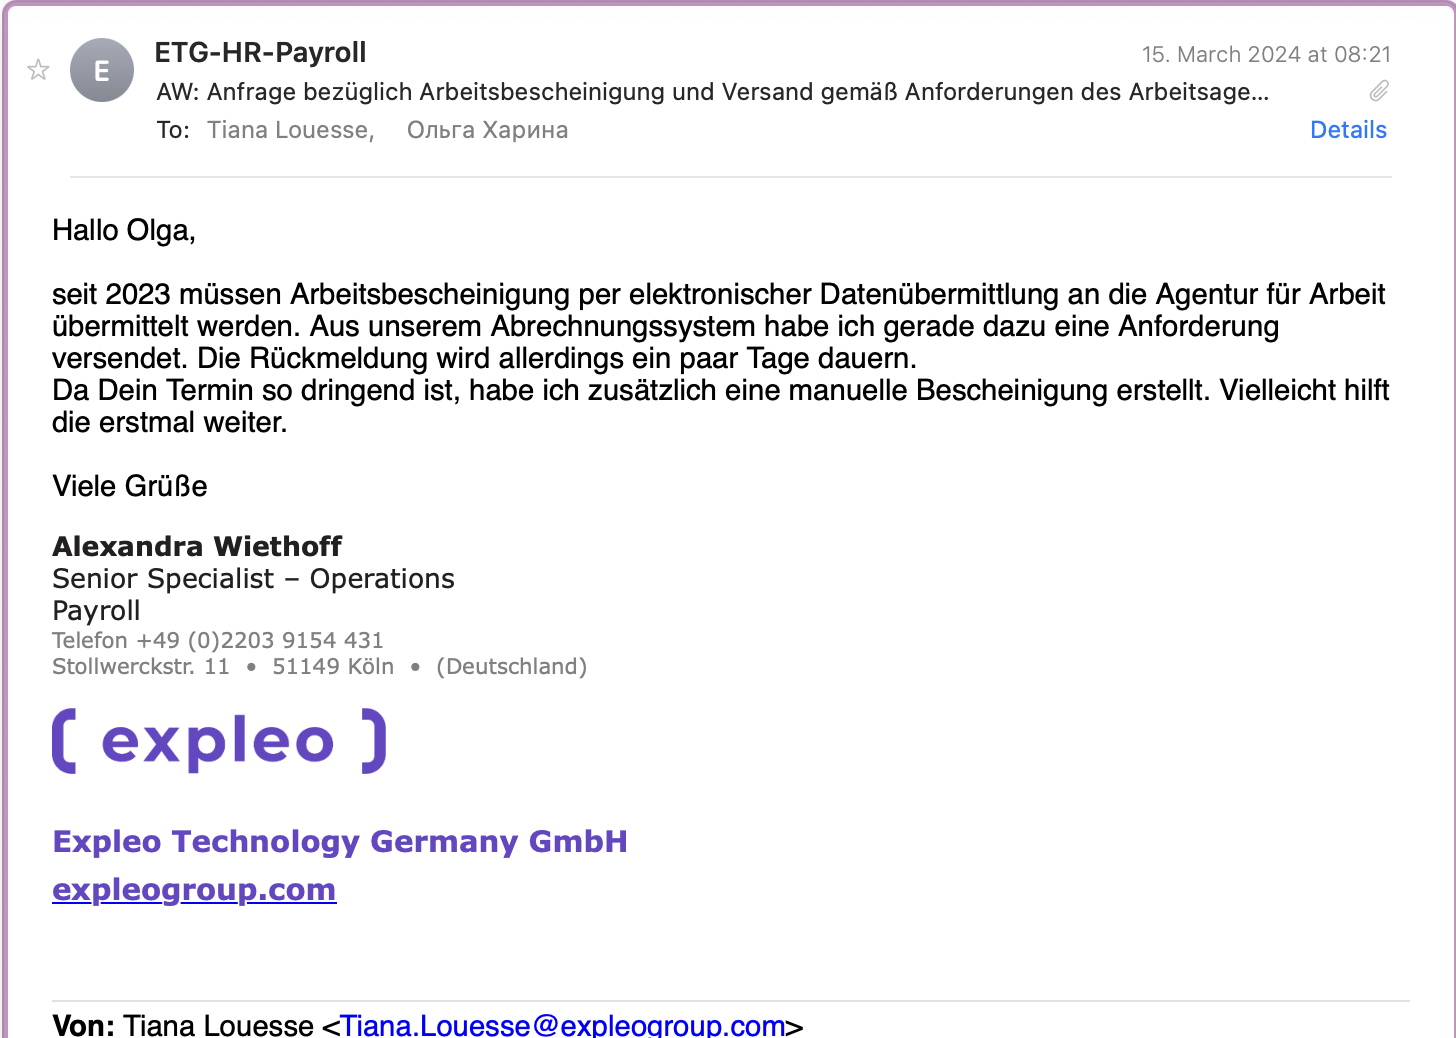 ETG-HR-Payroll
15. March 2024 at 08:21
E
AW: Anfrage bezüglich Arbeitsbescheinigung und Versand gemäß Anforderungen des Arbeitsage...
To: Tiana Louesse, Ольга Харина
Details
Hallo Olga,
seit 2023 müssen Arbeitsbescheinigung per elektronischer Datenübermittlung an die Agentur für Arbeit
übermittelt werden. Aus unserem Abrechnungssystem habe ich gerade dazu eine Anforderung
versendet. Die Rückmeldung wird allerdings ein paar Tage dauern.
Da Dein Termin so dringend ist, habe ich zusätzlich eine manuelle Bescheinigung erstellt. Vielleicht hilft
die erstmal weiter.
Viele Grüße
Alexandra Wiethoff
Senior Specialist – Operations
Payroll
Telefon +49 (0)2203 9154 431
Stollwerckstr. 11 • 51149 Köln • (Deutschland)
( expleo )
Expleo Technology Germany GmbH
expleogroup.com
Von: Tiana Louesse <Tiana.Louesse@expleogroup.com>